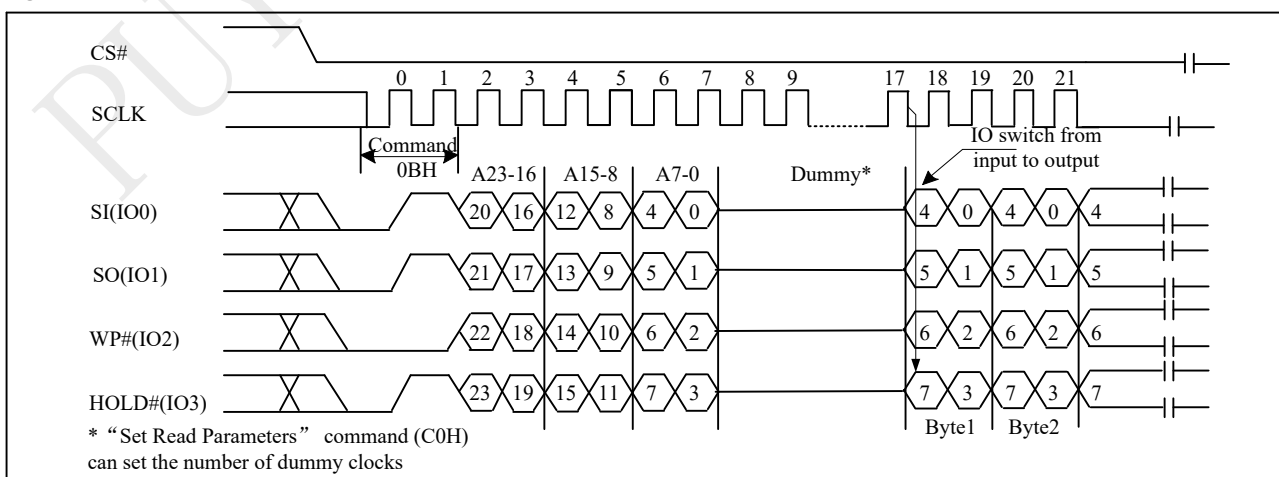 PUY
CS#
0 1 2 3 4 5 6 7 8 9 17 18 19 20 21
SCLK
Command
0BH
IO switch from
input to output
A23-16 A15-8 A7-0 Dummy*
SI(IO0) 20 16 12 8 4 0 4 0 4 0 4
SO(IO1) 21 17 13 9 5 1 5 1 5 1 5
WP#(IO2) 22 18 14 10 6 2 6 2 6 2 6
HOLD#(IO3) 23 19 15 11 7 3 7 3 7 3 7
Byte1 Byte2
* “Set Read Parameters” command (C0H)
can set the number of dummy clocks